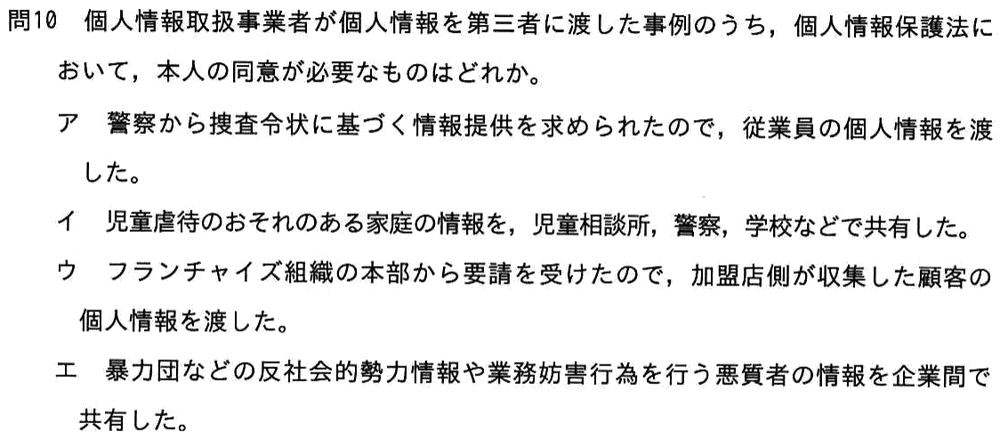 問10 個人情報取扱事業者が個人情報を第三者に渡した事例のうち，個人情報保護法に
おいて，本人の同意が必要なものはどれか。
ア 警察から捜査令状に基づく情報提供を求められたので，従業員の個人情報を渡
した。
イ 児童虐待のおそれのある家庭の情報を，児童相談所，警察，学校などで共有した。
ウ フランチャイズ組織の本部から要請を受けたので，加盟店側が収集した顧客の
個人情報を渡した。
エ 暴力団などの反社会的勢力情報や業務妨害行為を行う悪質者の情報を企業間で
共有した。